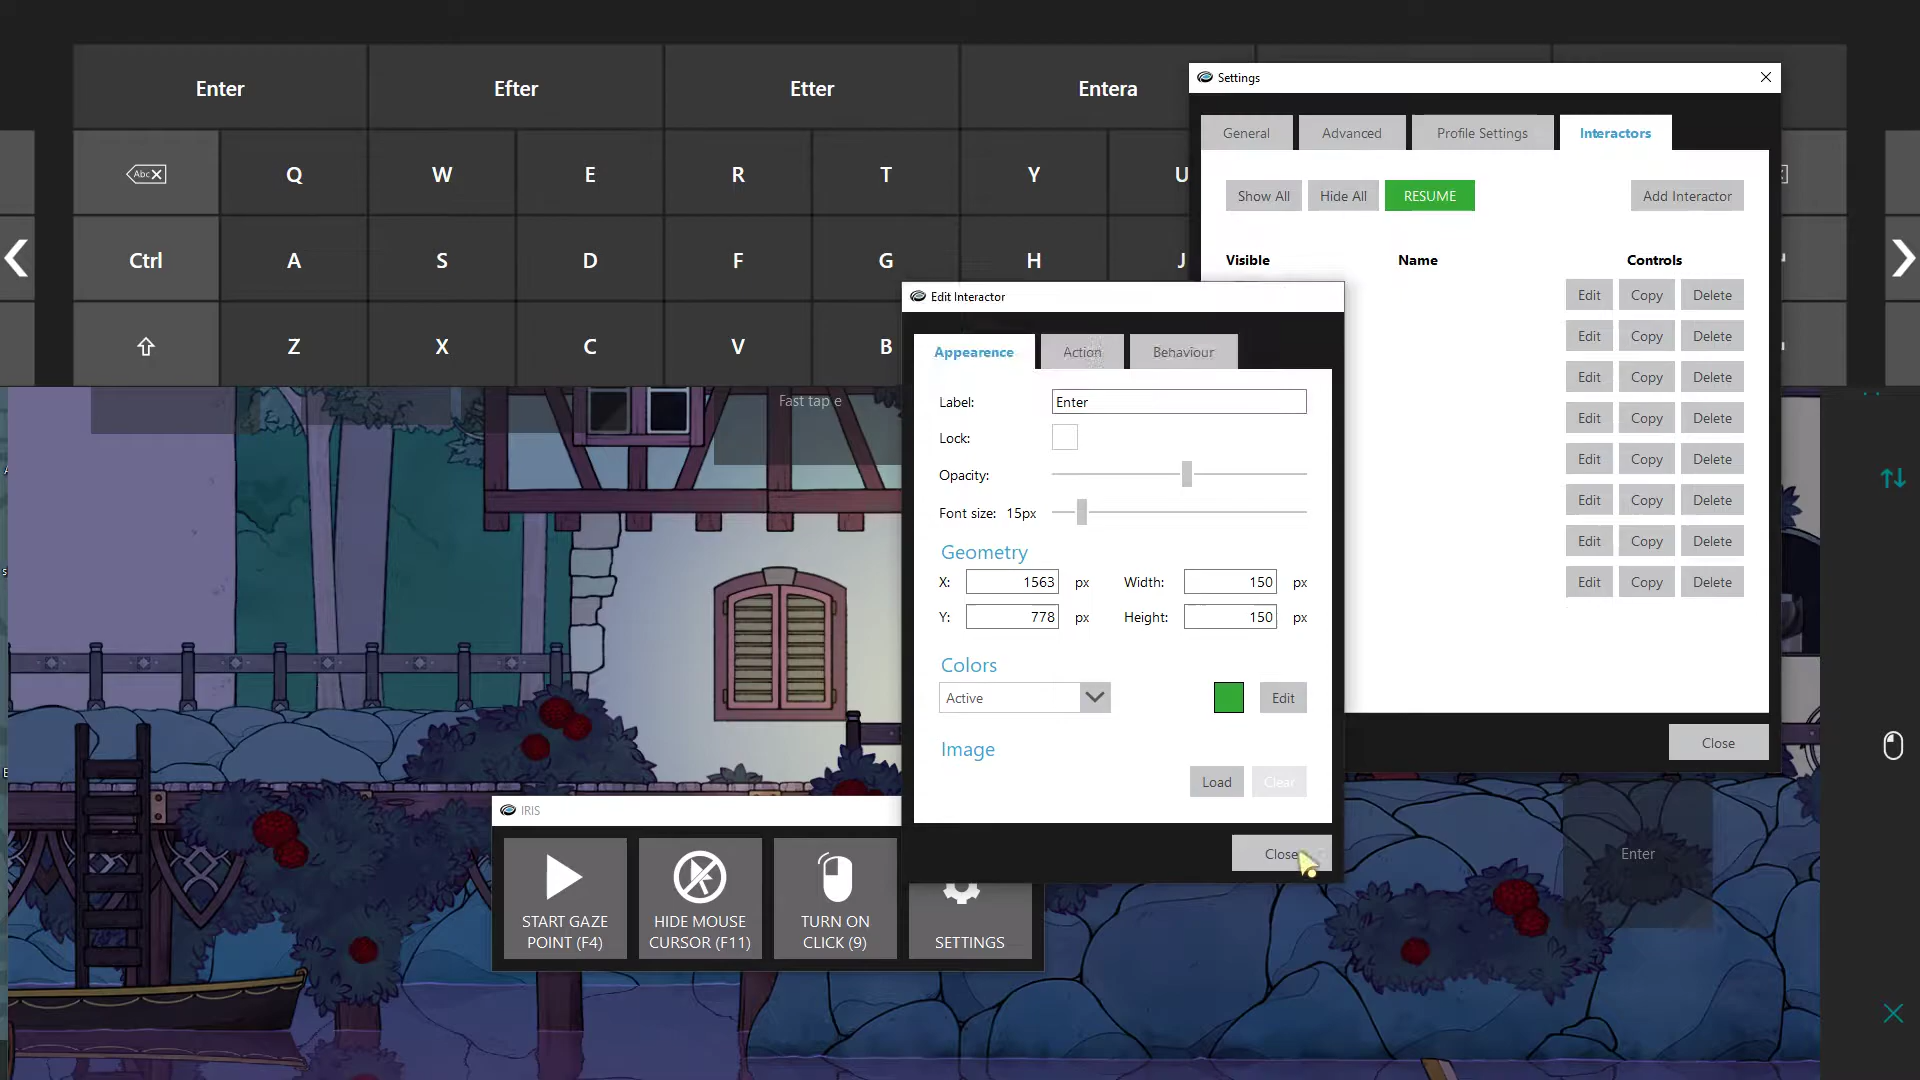 Enter Efter Etter Entera
Abc Q W E R T Y U
Ctrl A S D F G H J
Z X C V B
Fast tap e
Settings
General Advanced Profile Settings Interactors
Show All Hide All RESUME Add Interactor
Visible Name Controls
Edit Copy Delete
Edit Copy Delete
Edit Copy Delete
Edit Copy Delete
Edit Copy Delete
Edit Copy Delete
Edit Copy Delete
Edit Copy Delete
Close
Edit Interactor
Appearence Action Behaviour
Label: Enter
Lock:
Opacity:
Font size: 15px
Geometry
X: 1563 px Width: 150 px
Y: 778 px Height: 150 px
Colors
Active Edit
Image
Load Clear
Close
IRIS
START GAZE
POINT (F4)
HIDE MOUSE
CURSOR (F11)
TURN ON
CLICK (9)
SETTINGS
Enter